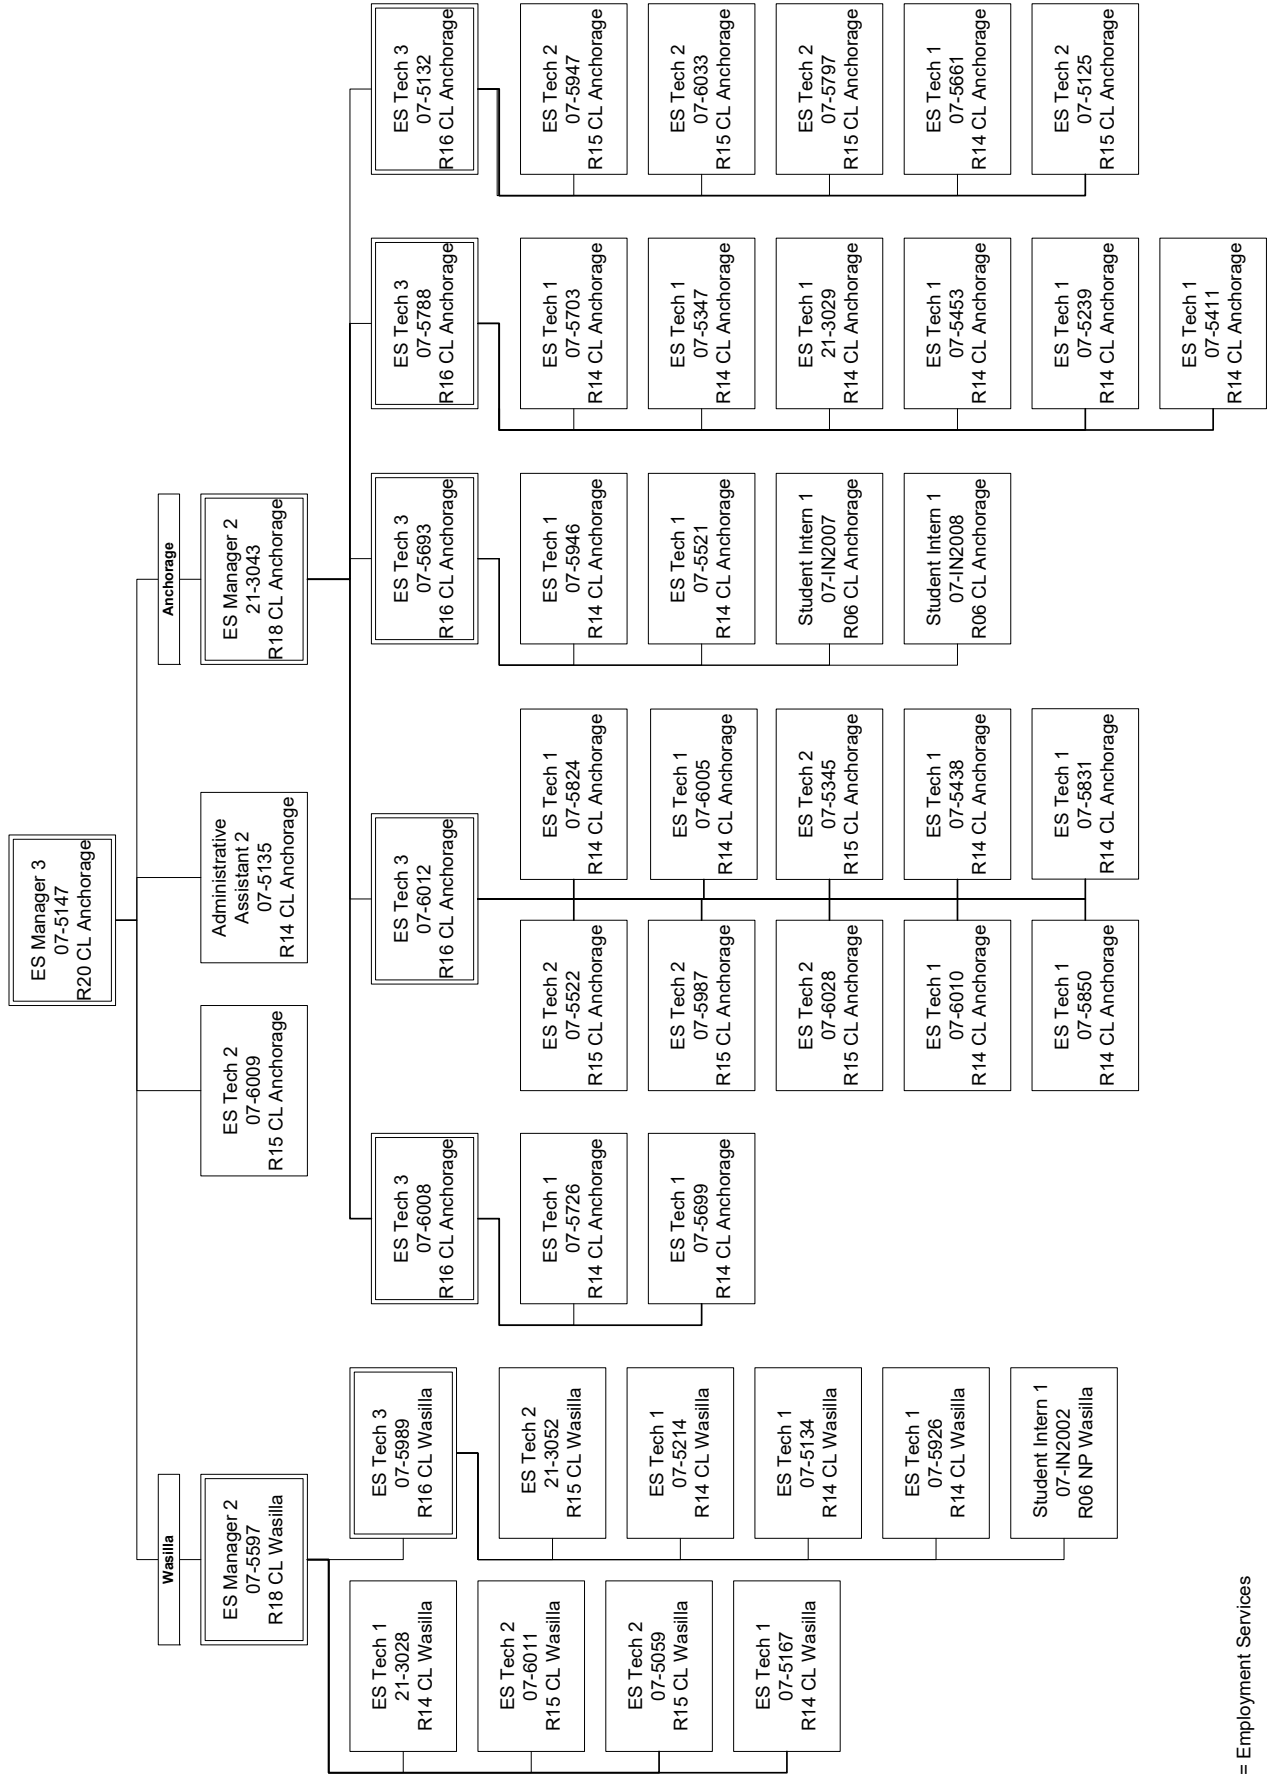 ES Manager 3
07-5147
R20 CL Anchorage
Wasilla
Anchorage
ES Manager 2
07-5597
R18 CL Wasilla
ES Tech 2
07-6009
R15 CL Anchorage
Administrative
Assistant 2
07-5135
R14 CL Anchorage
ES Manager 2
21-3043
R18 CL Anchorage
ES Tech 1
21-3028
R14 CL Wasilla
ES Tech 2
07-6011
R15 CL Wasilla
ES Tech 2
07-5059
R15 CL Wasilla
ES Tech 1
07-5167
R14 CL Wasilla
ES Tech 3
07-5989
R16 CL Wasilla
ES Tech 2
21-3052
R15 CL Wasilla
ES Tech 1
07-5214
R14 CL Wasilla
ES Tech 1
07-5134
R14 CL Wasilla
ES Tech 1
07-5926
R14 CL Wasilla
Student Intern 1
07-IN2002
R06 NP Wasilla
ES Tech 3
07-6008
R16 CL Anchorage
ES Tech 1
07-5726
R14 CL Anchorage
ES Tech 1
07-5699
R14 CL Anchorage
ES Tech 3
07-6012
R16 CL Anchorage
ES Tech 2
07-5522
R15 CL Anchorage
ES Tech 1
07-5824
R14 CL Anchorage
ES Tech 2
07-5987
R15 CL Anchorage
ES Tech 1
07-6005
R14 CL Anchorage
ES Tech 2
07-6028
R15 CL Anchorage
ES Tech 2
07-5345
R15 CL Anchorage
ES Tech 1
07-6010
R14 CL Anchorage
ES Tech 1
07-5438
R14 CL Anchorage
ES Tech 1
07-5850
R14 CL Anchorage
ES Tech 1
07-5831
R14 CL Anchorage
ES Tech 3
07-5693
R16 CL Anchorage
ES Tech 1
07-5946
R14 CL Anchorage
ES Tech 1
07-5521
R14 CL Anchorage
Student Intern 1
07-IN2007
R06 CL Anchorage
Student Intern 1
07-IN2008
R06 CL Anchorage
ES Tech 3
07-5788
R16 CL Anchorage
ES Tech 1
07-5703
R14 CL Anchorage
ES Tech 1
07-5347
R14 CL Anchorage
ES Tech 1
21-3029
R14 CL Anchorage
ES Tech 1
07-5453
R14 CL Anchorage
ES Tech 1
07-5239
R14 CL Anchorage
ES Tech 1
07-5411
R14 CL Anchorage
ES Tech 3
07-5132
R16 CL Anchorage
ES Tech 2
07-5947
R15 CL Anchorage
ES Tech 2
07-6033
R15 CL Anchorage
ES Tech 2
07-5797
R15 CL Anchorage
ES Tech 1
07-5661
R14 CL Anchorage
ES Tech 2
07-5125
R15 CL Anchorage
= Employment Services